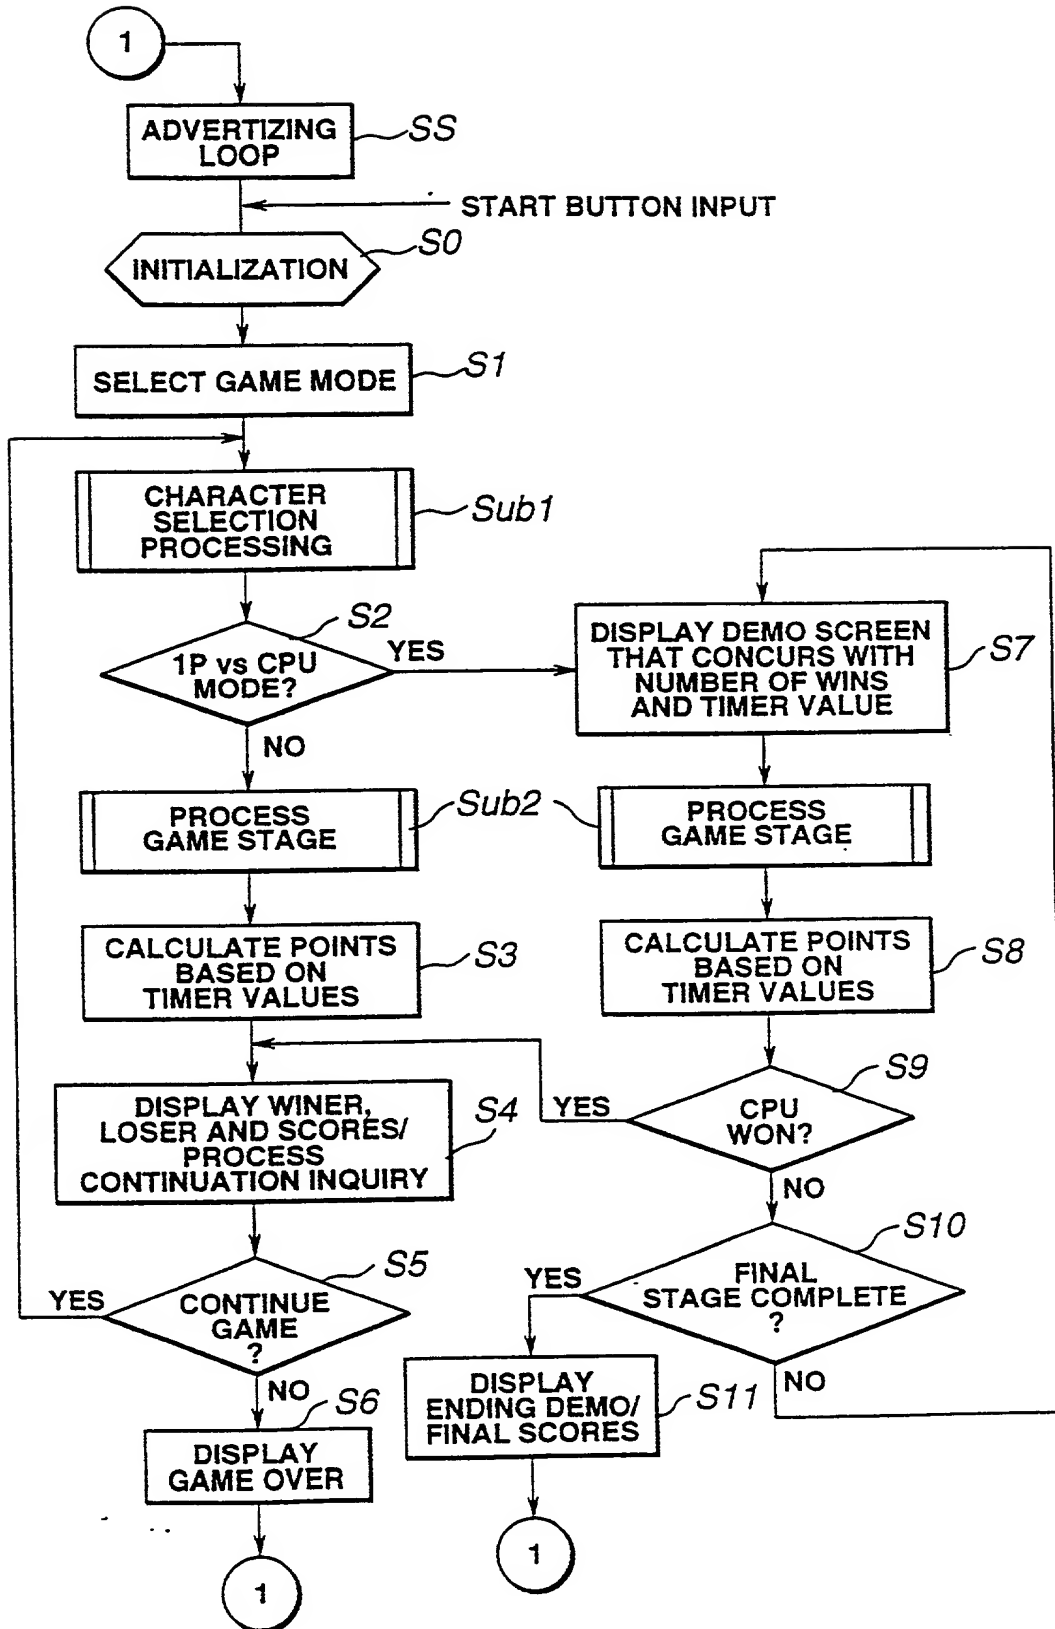 1
ADVERTIZING
LOOP
SS
START BUTTON INPUT
INITIALIZATION
S0
SELECT GAME MODE
S1
CHARACTER
SELECTION
PROCESSING
Sub1
1P vs CPU
MODE?
S2
YES
NO
DISPLAY DEMO SCREEN
THAT CONCURS WITH
NUMBER OF WINS
AND TIMER VALUE
S7
PROCESS
GAME STAGE
Sub2
PROCESS
GAME STAGE
CALCULATE POINTS
BASED ON
TIMER VALUES
S3
CALCULATE POINTS
BASED ON
TIMER VALUES
S8
DISPLAY WINER,
LOSER AND SCORES/
PROCESS
CONTINUATION INQUIRY
S4
YES
CPU
WON?
S9
NO
CONTINUE
GAME
?
S5
YES
NO
YES
FINAL
STAGE COMPLETE
?
S10
NO
DISPLAY
ENDING DEMO/
FINAL SCORES
S11
DISPLAY
GAME OVER
S6
1
1